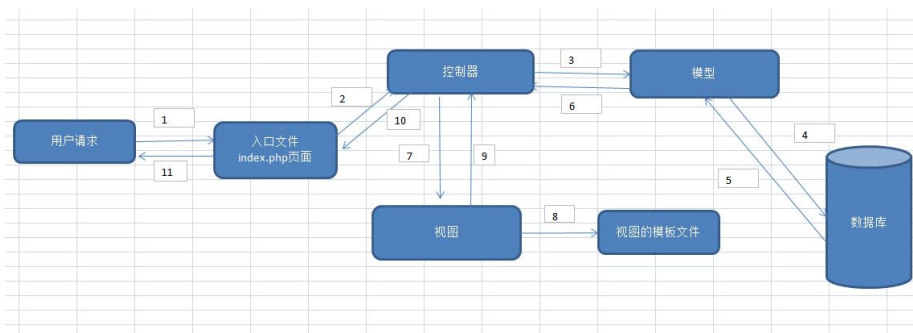 控制器
3
模型
2
6
1
10
用户请求
入口文件
index.php页面
4
11
7
9
5
8
视图
视图的模板文件
数据库